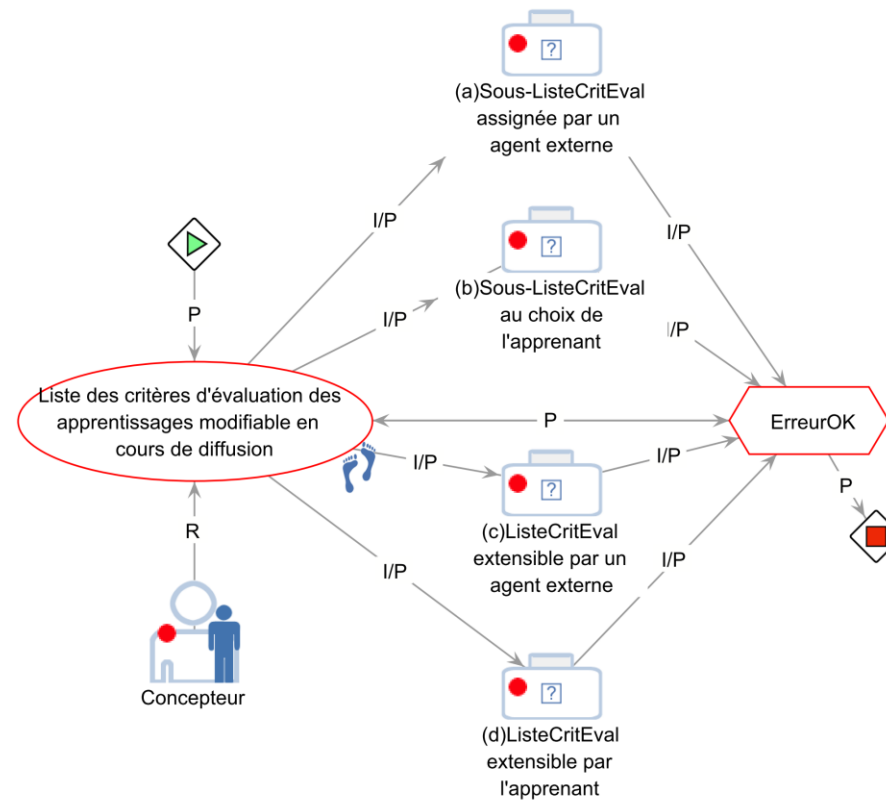 ?
(a)Sous-ListeCritEval
assignée par un
agent externe
I/P
I/P
?
P
(b)Sous-ListeCritEval
au choix de
l'apprenant
I/P
I/P
Liste des critères d'évaluation des
apprentissages modifiable en
cours de diffusion
P
ErreurOK
I/P
I/P
?
P
R
(c)ListeCritEval
extensible par un
agent externe
I/P
I/P
?
Concepteur
(d)ListeCritEval
extensible par
l'apprenant